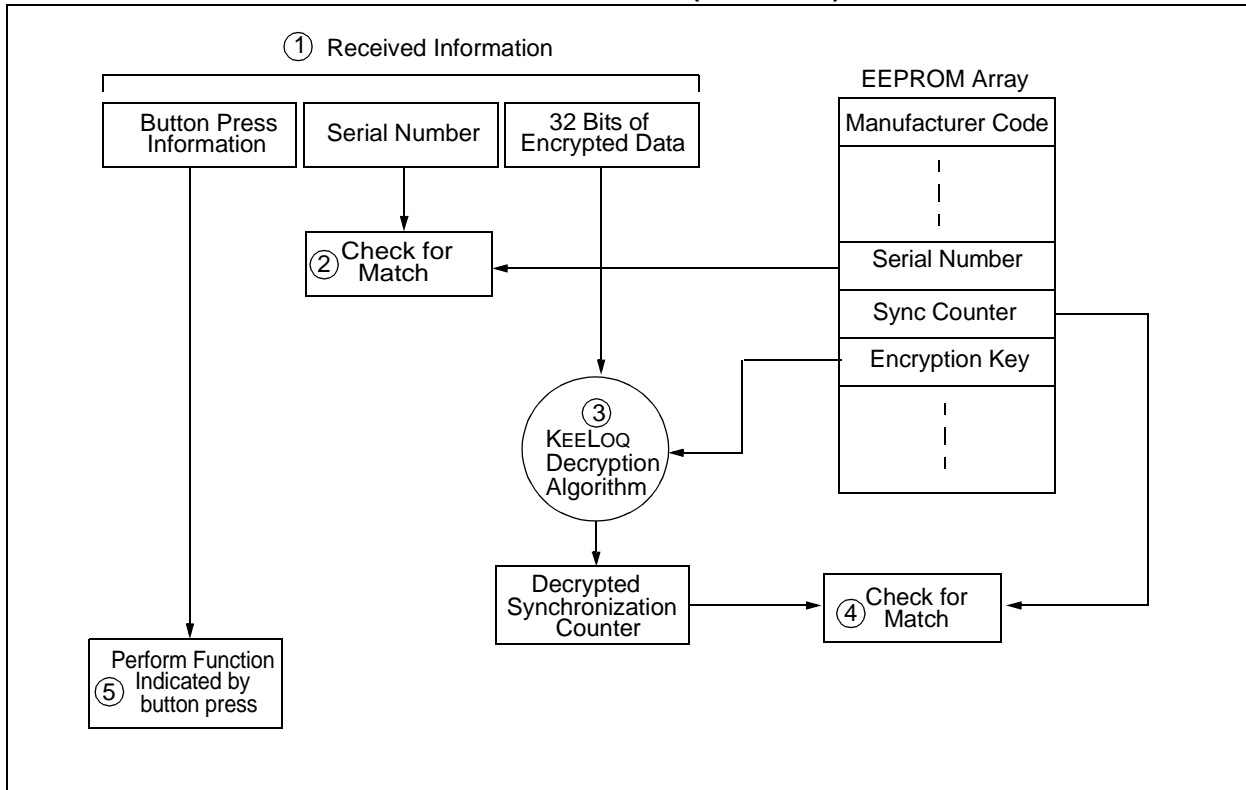 ① Received Information
EEPROM Array
Button Press
Information
Serial Number
32 Bits of
Encrypted Data
Manufacturer Code
② Check for
Match
Serial Number
Sync Counter
Encryption Key
③
KEELOQ
Decryption
Algorithm
Decrypted
Synchronization
Counter
④ Check for
Match
Perform Function
⑤ Indicated by
button press